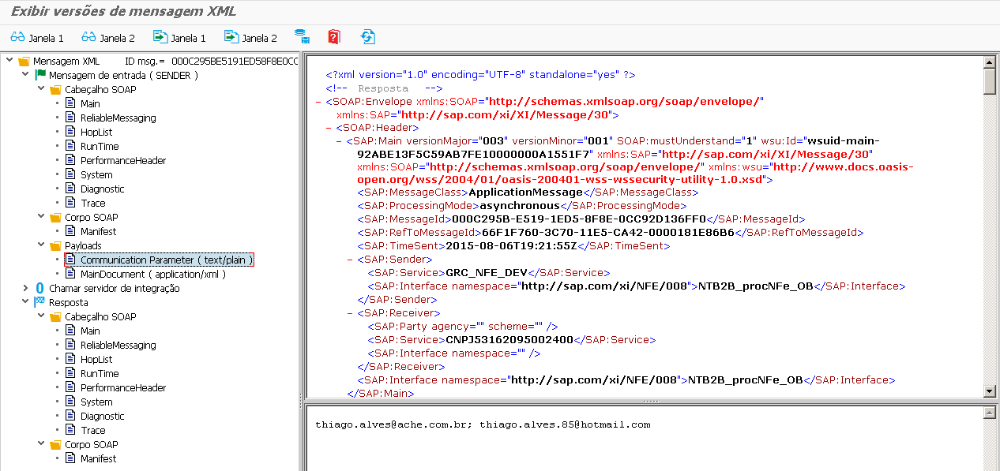 Exibir versões de mensagem XML
Janela 1 Janela 2 Janela 1 Janela 2
Mensagem XML ID msg.= 000C295BE5191ED58F8E0CC
Mensagem de entrada ( SENDER )
Cabeçalho SOAP
Main
ReliableMessaging
HopList
RunTime
PerformanceHeader
System
Diagnostic
Trace
Corpo SOAP
Manifest
Payloads
Communication Parameter ( text/plain )
MainDocument ( application/xml )
Chamar servidor de integração
Resposta
Cabeçalho SOAP
Main
ReliableMessaging
HopList
RunTime
PerformanceHeader
System
Diagnostic
Trace
Corpo SOAP
Manifest
<?xml version="1.0" encoding="UTF-8" standalone="yes" ?>
<!-- Resposta -->
- <SOAP:Envelope xmlns:SOAP="http://schemas.xmlsoap.org/soap/envelope/"
xmlns:SAP="http://sap.com/xi/XI/Message/30">
- <SOAP:Header>
- <SAP:Main versionMajor="003" versionMinor="001" SOAP:mustUnderstand="1" wsu:Id="wsuid-main-
92ABE13F5C59AB7FE10000000A1551F7" xmlns:SAP="http://sap.com/xi/XI/Message/30"
xmlns:SOAP="http://schemas.xmlsoap.org/soap/envelope/" xmlns:wsu="http://www.docs.oasis-
open.org/wss/2004/01/oasis-200401-wss-wssecurity-utility-1.0.xsd">
<SAP:MessageClass>ApplicationMessage</SAP:MessageClass>
<SAP:ProcessingMode>asynchronous</SAP:ProcessingMode>
<SAP:MessageId>000C295B-E519-1ED5-8F8E-0CC92D136FF0</SAP:MessageId>
<SAP:RefToMessageId>66F1F760-3C70-11E5-CA42-0000181E86B6</SAP:RefToMessageId>
<SAP:TimeSent>2015-08-06T19:21:55Z</SAP:TimeSent>
- <SAP:Sender>
<SAP:Service>GRC_NFE_DEV</SAP:Service>
<SAP:Interface namespace="http://sap.com/xi/NFE/008">NTB2B_procNFe_OB</SAP:Interface>
</SAP:Sender>
- <SAP:Receiver>
<SAP:Party agency="" scheme="" />
<SAP:Service>CNPJ53162095002400</SAP:Service>
<SAP:Interface namespace="" />
</SAP:Receiver>
<SAP:Interface namespace="http://sap.com/xi/NFE/008">NTB2B_procNFe_OB</SAP:Interface>
</SAP:Main>
thiago.alves@ache.com.br; thiago.alves.85@hotmail.com